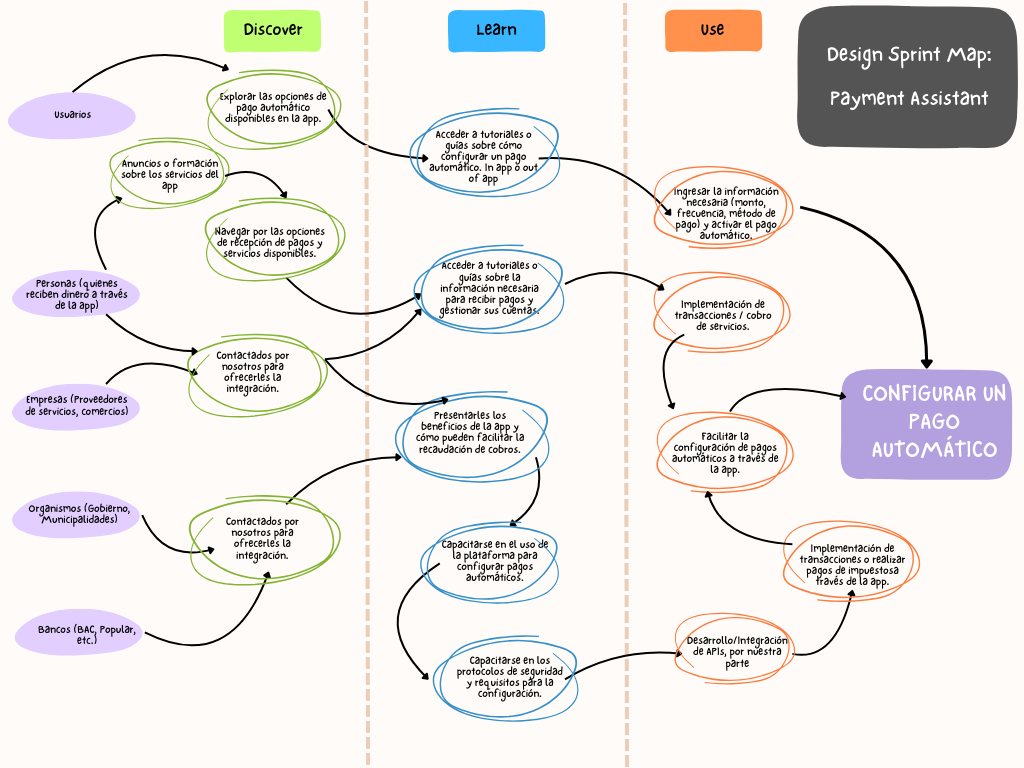 Discover
Learn
Use
Design Sprint Map:
Payment Assistant
Usuarios
Explorar las opciones de
pago automático
disponibles en la app.
Anuncios o formación
sobre los servicios del
app
Navegar por las opciones
de recepción de pagos y
servicios disponibles.
Personas (quienes
reciben dinero a través
de la app)
Contactados por
nosotros para
ofrecerles la
integración.
Empresas (Proveedores
de servicios, comercios)
Organismos (Gobierno,
Municipalidades)
Contactados por
nosotros para
ofrecerles la
integración.
Bancos (BAC, Popular,
etc.)
Acceder a tutoriales o
guías sobre cómo
configurar un pago
automático. In app o out
of app
Acceder a tutoriales o
guías sobre la
información necesaria
para recibir pagos y
gestionar sus cuentas.
Presentarles los
beneficios de la app y
cómo pueden facilitar la
recaudación de cobros.
Capacitarse en el uso de
la plataforma para
configurar pagos
automáticos.
Capacitarse en los
protocolos de seguridad
y requisitos para la
configuración.
Ingresar la información
necesaria (monto,
frecuencia, método de
pago) y activar el pago
automático.
Implementación de
transacciones / cobro
de servicios.
Facilitar la
configuración de pagos
automáticos a través de
la app.
Implementación de
transacciones o realizar
pagos de impuestosa
través de la app.
Desarrollo/Integración
de APIs, por nuestra
parte
CONFIGURAR UN
PAGO
AUTOMÁTICO